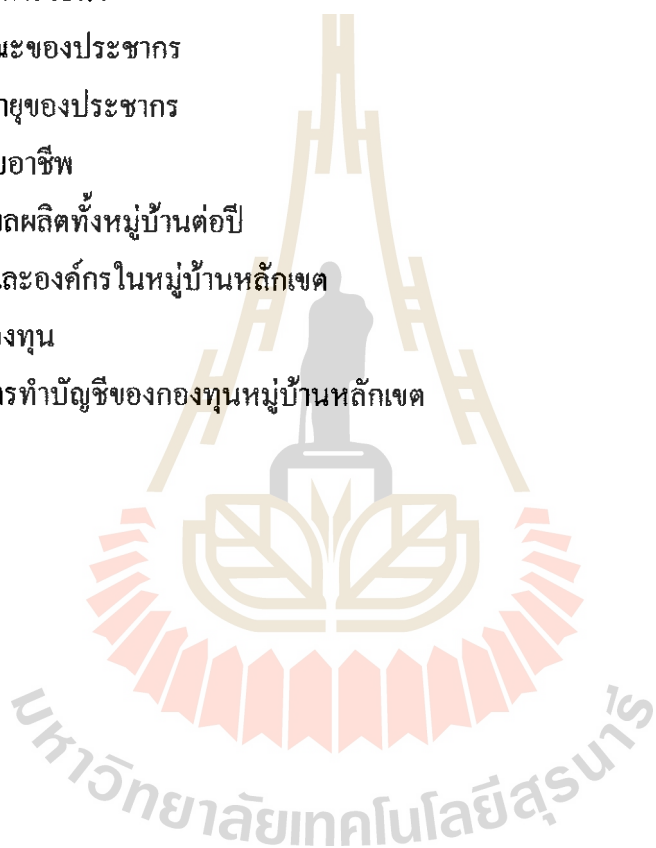 ณะของประชากร
ายุของประชากร
บอาชีพ
ผลผลิตทั้งหมู่บ้านต่อปี
และองค์กรในหมู่บ้านหลักเขต
องทุน
ารทำบัญชีของกองทุนหมู่บ้านหลักเขต
มหาวิทยาลัยเทคโนโลยีสุรนารี